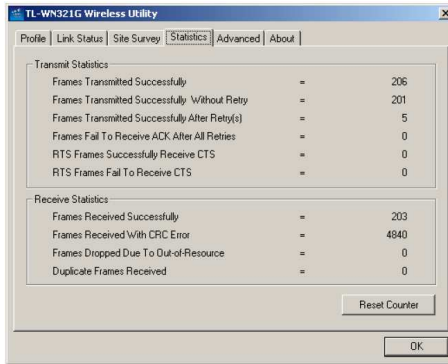 TL-WN321G Wireless Utility
Profile Link Status Site Survey Statistics Advanced About
Transmit Statistics
Frames Transmitted Successfully = 206
Frames Transmitted Successfully Without Retry = 201
Frames Transmitted Successfully After Retry(s) = 5
Frames Fail To Receive ACK After All Retries = 0
RTS Frames Successfully Receive CTS = 0
RTS Frames Fail To Receive CTS = 0
Receive Statistics
Frames Received Successfully = 203
Frames Received With CRC Error = 4840
Frames Dropped Due To Out-of-Resource = 0
Duplicate Frames Received = 0
Reset Counter
OK